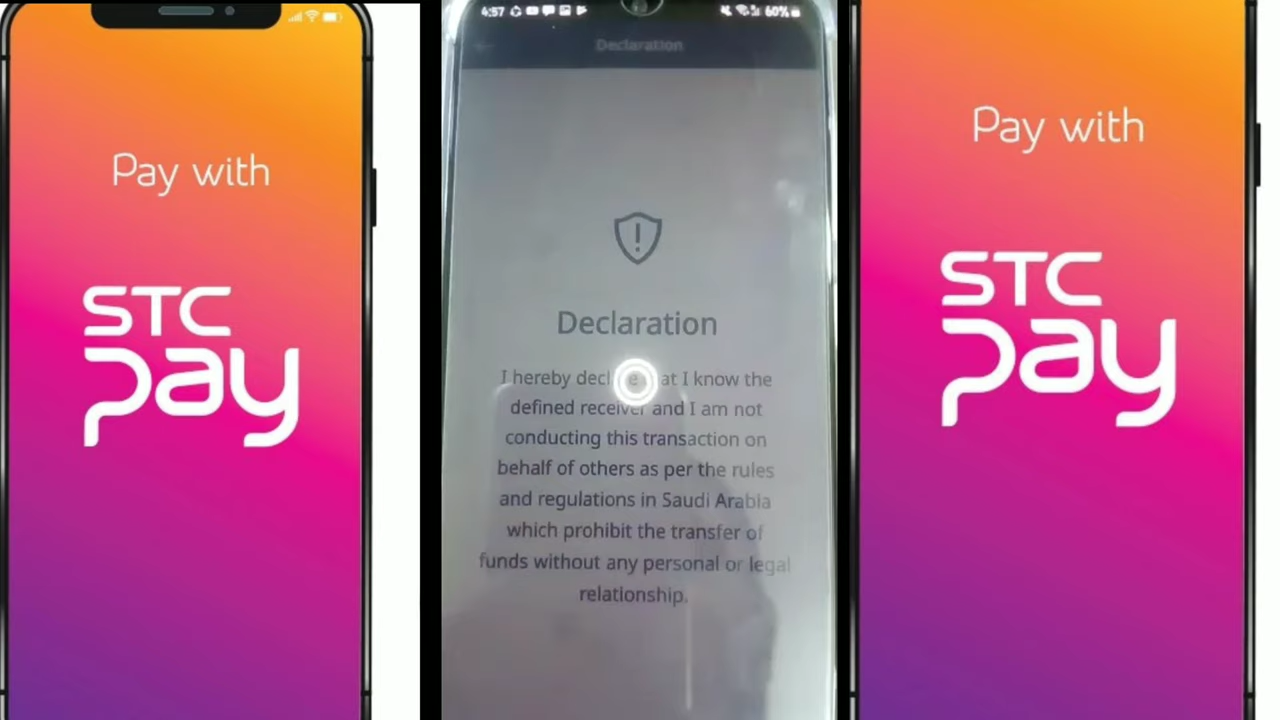 Pay with
STC
pay
4:57
60%
Declaration
Declaration
I hereby decl e at I know the
defined receiver and I am not
conducting this transaction on
behalf of others as per the rules
and regulations in Saudi Arabia
which prohibit the transfer of
funds without any personal or legal
relationship.
Pay with
STC
pay